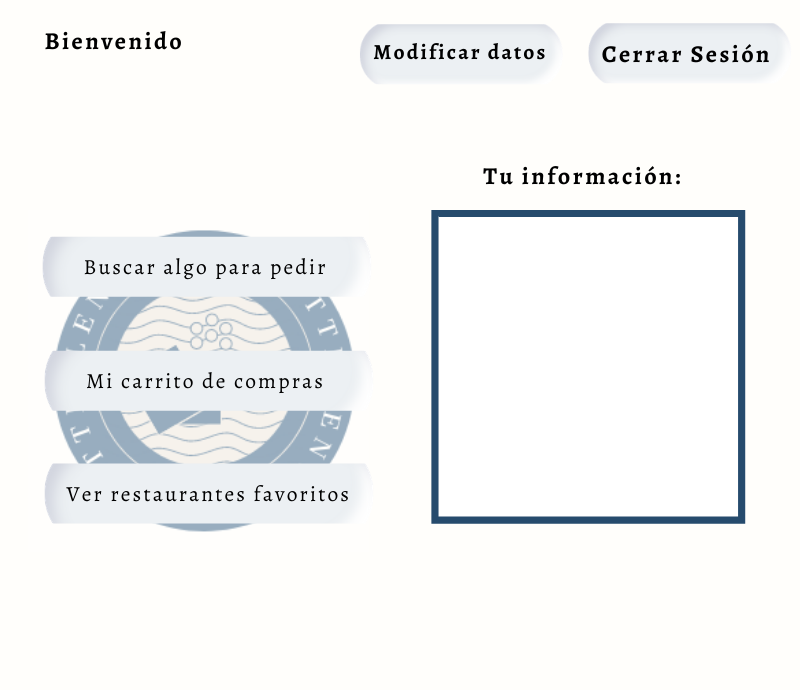 Bienvenido
Modificar datos
Cerrar Sesión
Tu información:
Buscar algo para pedir
Mi carrito de compras
Ver restaurantes favoritos